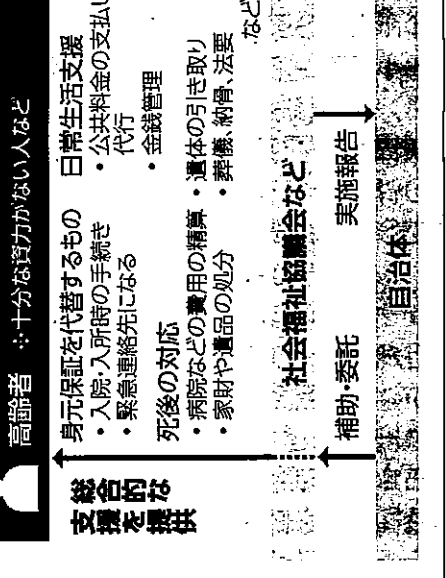 高齢者 ※十分な資力がない人など
身元保証を代替するもの
・入院・入所時の手続き
・緊急連絡先になる
日常生活支援
・公共料金の支払い
代行
・金銭管理
死後の対応
・病院などの費用の精算
・家財や遺品の処分
・遺体の引き取り
・葬儀、納骨、法要
など
総合的な
支援を提供
社会福祉協議会など
補助・委託
実施報告
自治体